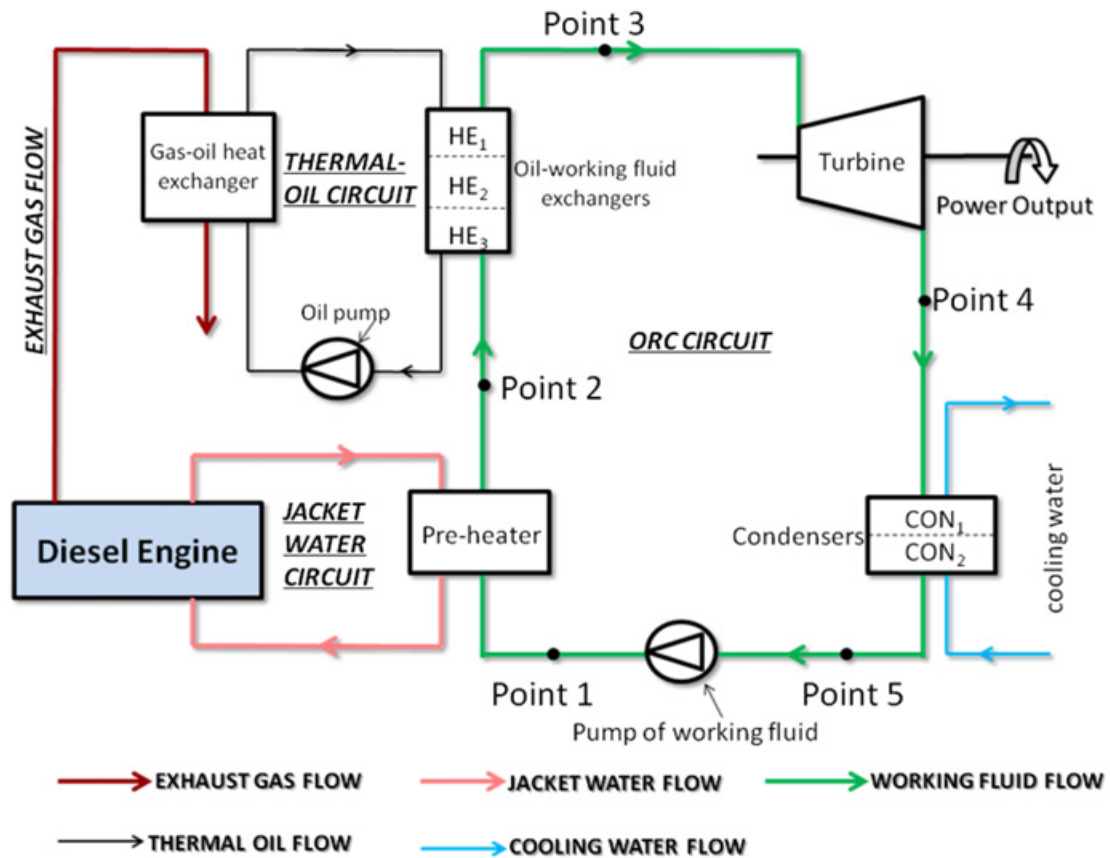 Point 3
EXHAUST GAS FLOW
Gas-oil heat
exchanger
THERMAL-
OIL CIRCUIT
HE₁
HE₂
HE₃
Oil-working fluid
exchangers
Turbine
Power Output
Oil pump
Point 4
ORC CIRCUIT
Point 2
Diesel Engine
JACKET
WATER
CIRCUIT
Pre-heater
Condensers
CON₁
CON₂
cooling water
Point 1
Point 5
Pump of working fluid
EXHAUST GAS FLOW
JACKET WATER FLOW
WORKING FLUID FLOW
THERMAL OIL FLOW
COOLING WATER FLOW